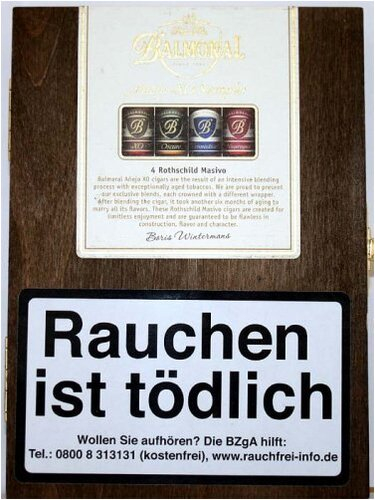 BALMORAL
Añejo XO
XO
Oscuro
4 Rothschild Masivo
Balmoral Añejo XO cigars are the result of an intensive blending
process with exceptionally aged tobaccos. We are proud to present
our exclusive blends, each crowned with a different wrapper.
After blending the cigar, it took another six months of aging to
marry all its flavors. These Rothschild Masivo cigars are created for
limitless enjoyment and are guaranteed to be flawless in
construction, flavor and character.
Boris Wintermans
Rauchen
ist tödlich
Wollen Sie aufhören? Die BZgA hilft:
Tel.: 0800 8 313131 (kostenfrei), www.rauchfrei-info.de